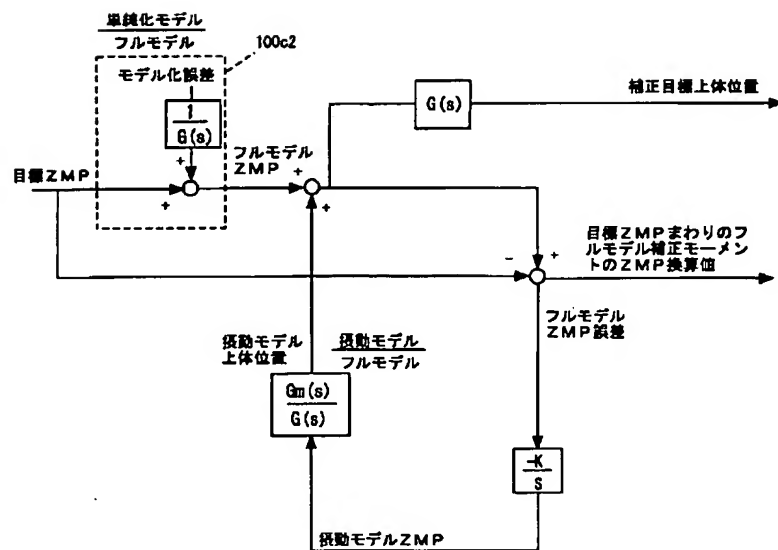 単純化モデル
フルモデル
100c2
モデル化誤差
1
G(s)
+
目標ZMP
+
フルモデル
ZMP
+
+
G(s)
補正目標上体位置
-
+
目標ZMPまわりのフ
ルモデル補正モーメン
トのZMP換算値
フルモデル
ZMP誤差
摂動モデル
上体位置
摂動モデル
フルモデル
Gm(s)
G(s)
-K
S
摂動モデルZMP